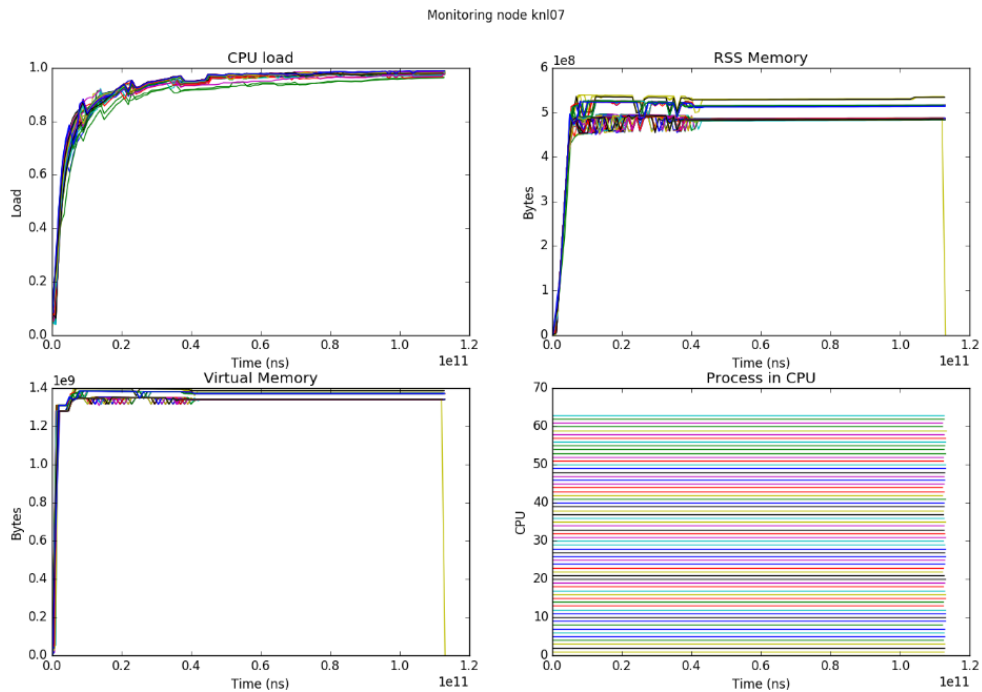 Monitoring node knl07
CPU load
1.0
0.8
0.6
0.4
0.2
0.0
Load
0.0 0.2 0.4 0.6 0.8 1.0 1.2
Time (ns) 1e11
RSS Memory
1e8
6
5
4
3
2
1
0
Bytes
0.0 0.2 0.4 0.6 0.8 1.0 1.2
Time (ns) 1e11
Virtual Memory
1e9
1.4
1.2
1.0
0.8
0.6
0.4
0.2
0.0
Bytes
0.0 0.2 0.4 0.6 0.8 1.0 1.2
Time (ns) 1e11
Process in CPU
70
60
50
40
30
20
10
0
CPU
0.0 0.2 0.4 0.6 0.8 1.0 1.2
Time (ns) 1e11